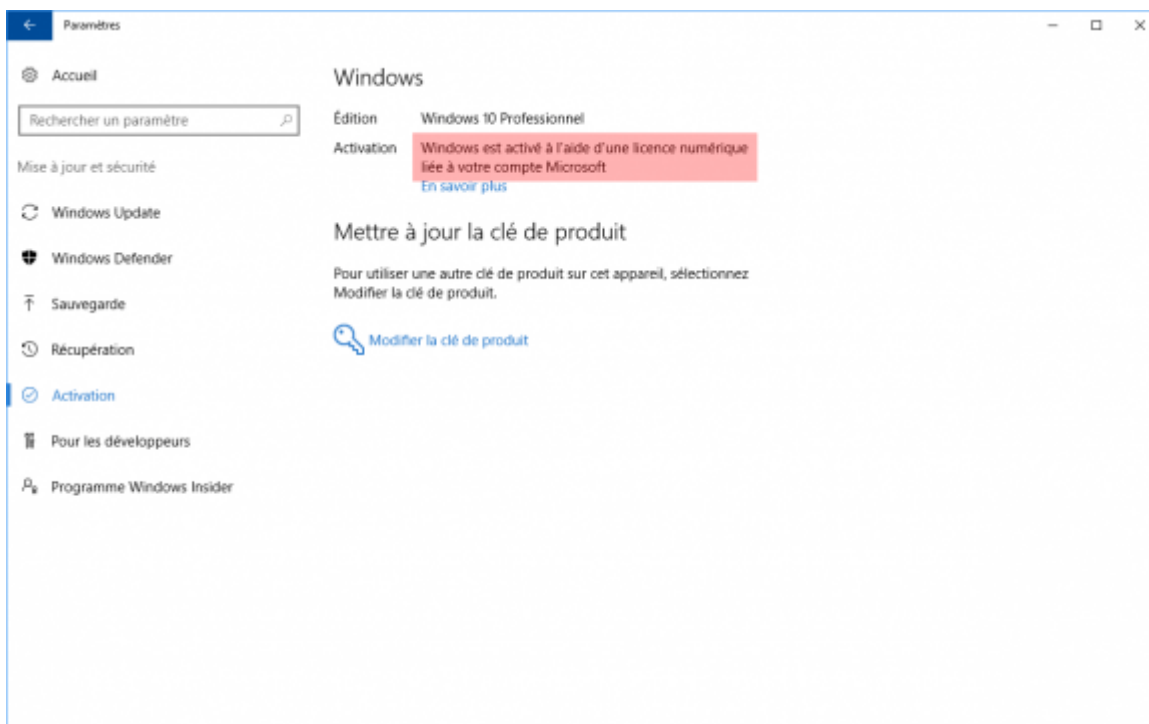 Paramètres
Accueil
Rechercher un paramètre
Mise à jour et sécurité
Windows Update
Windows Defender
Sauvegarde
Récupération
Activation
Pour les développeurs
Programme Windows Insider
Windows
Édition Windows 10 Professionnel
Activation Windows est activé à l'aide d'une licence numérique
liée à votre compte Microsoft
En savoir plus
Mettre à jour la clé de produit
Pour utiliser une autre clé de produit sur cet appareil, sélectionnez
Modifier la clé de produit.
Modifier la clé de produit